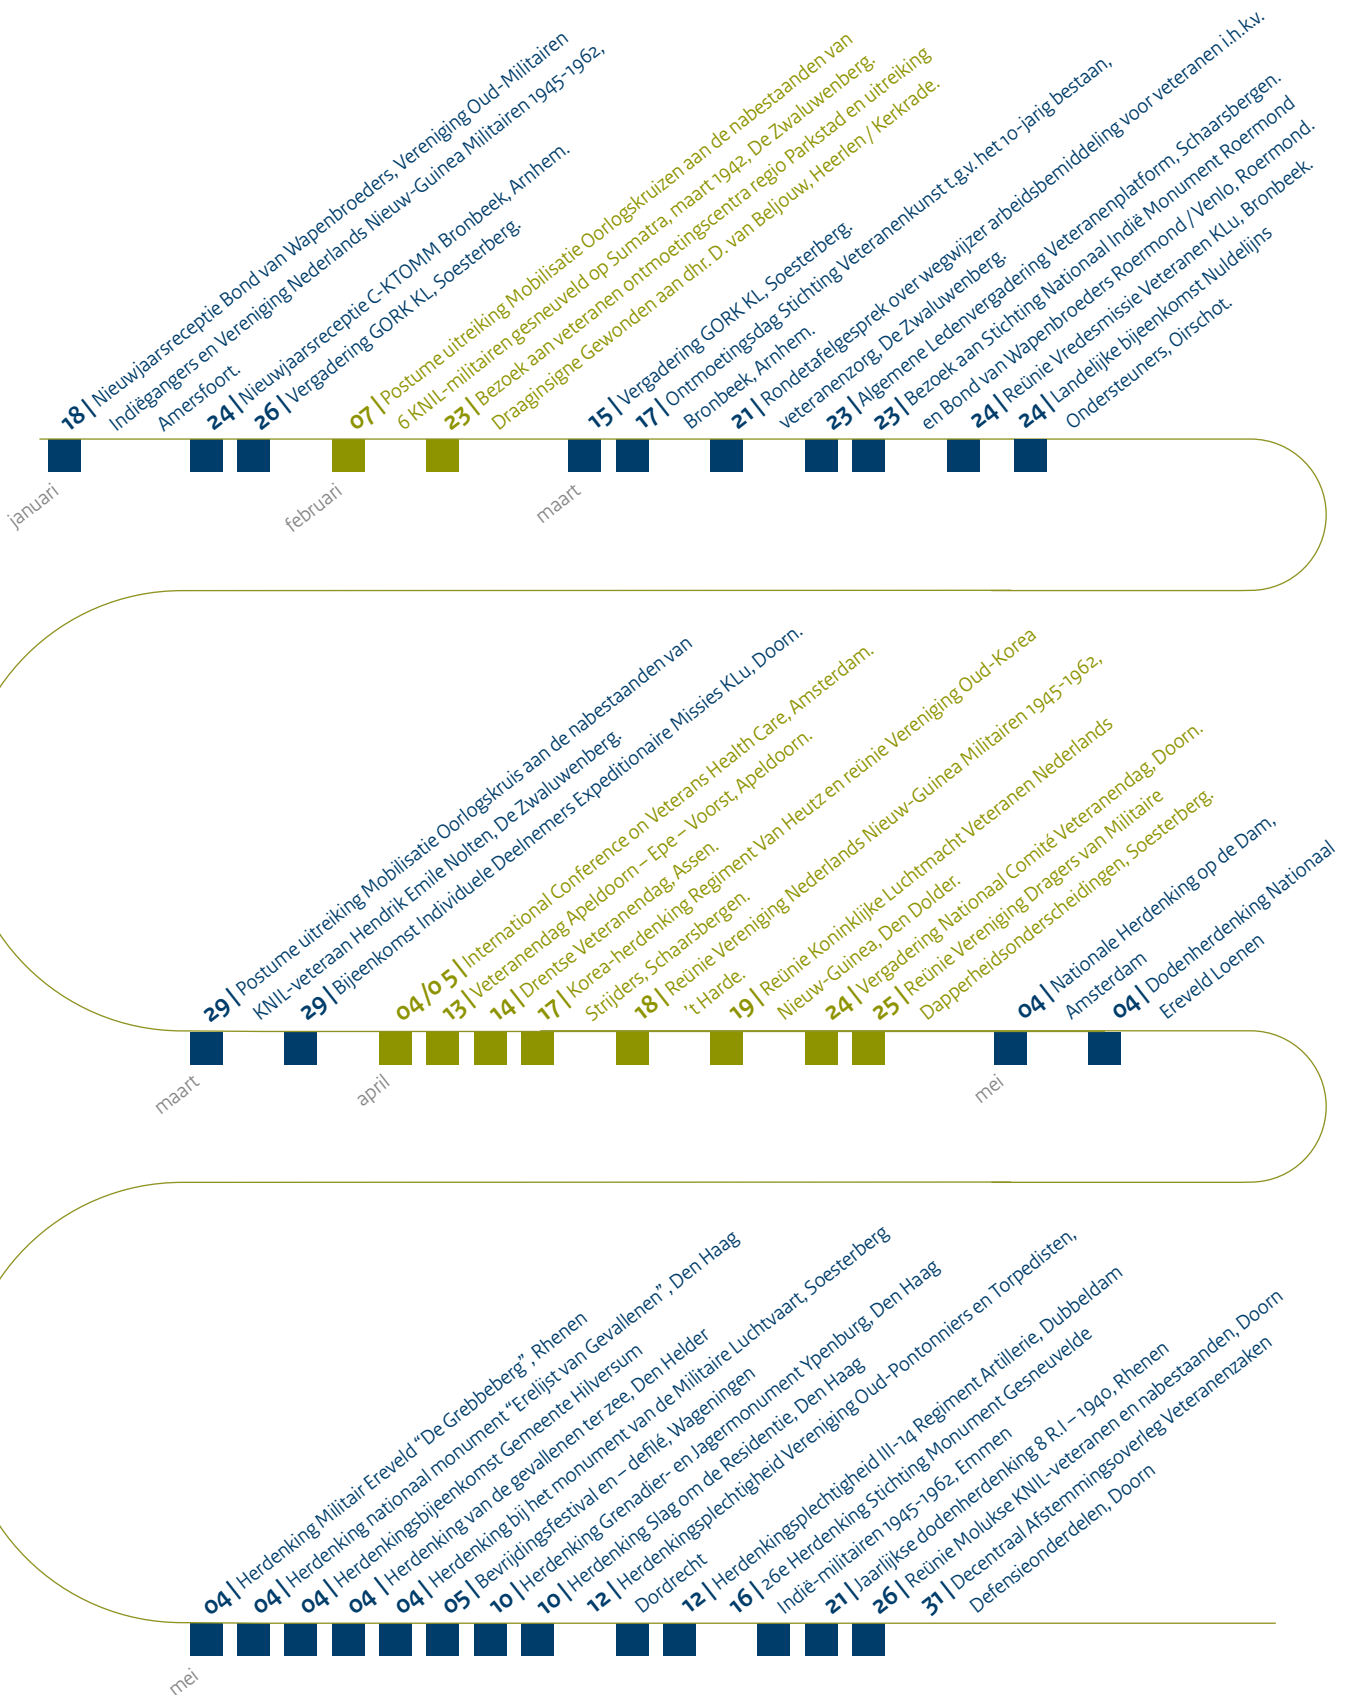 18 | Nieuwjaarsreceptie Bond van Wapenbroeders, Vereniging Oud-Militairen
Indiëgangers en Vereniging Nederlands Nieuw-Guinea Militairen 1945-1962,
Amersfoort.
24 | Nieuwjaarsreceptie C-KTOMM Bronbeek, Arnhem.
26 | Vergadering GORK KL, Soesterberg.
07 | Postume uitreiking Mobilisatie Oorlogskruizen aan de nabestaanden van
6 KNIL-militairen gesneuveld op Sumatra, maart 1942, De Zwaluwenberg.
23 | Bezoek aan veteranen ontmoetingscentra regio Parkstad en uitreiking
Draaginsigne Gewonden aan dhr. D. van Beljouw, Heerlen / Kerkrade.
15 | Vergadering GORK KL, Soesterberg.
17 | Ontmoetingsdag Stichting Veteranenkunst t.g.v. het 10-jarig bestaan,
Bronbeek, Arnhem.
21 | Rondetafelgesprek over wegwijzer arbeidsbemiddeling voor veteranen i.h.k.v.
veteranenzorg, De Zwaluwenberg.
23 | Algemene Ledenvergadering Veteranenplatform, Schaarsbergen.
23 | Bezoek aan Stichting Nationaal Indië Monument Roermond
en Bond van Wapenbroeders Roermond / Venlo, Roermond.
24 | Reünie Vredesmissie Veteranen KLu, Bronbeek.
24 | Landelijke bijeenkomst Nuldelijns
Ondersteuners, Oirschot.
januari
februari
maart
29 | Postume uitreiking Mobilisatie Oorlogskruis aan de nabestaanden van
KNIL-veteraan Hendrik Emile Nolten, De Zwaluwenberg.
29 | Bijeenkomst Individuele Deelnemers Expeditionaire Missies KLu, Doorn.
04/05 | International Conference on Veterans Health Care, Amsterdam.
13 | Veteranendag Apeldoorn – Epe – Voorst, Apeldoorn.
14 | Drentse Veteranendag, Assen.
17 | Korea-herdenking Regiment Van Heutz en reünie Vereniging Oud-Korea
Strijders, Schaarsbergen.
18 | Reünie Vereniging Nederlands Nieuw-Guinea Militairen 1945-1962,
't Harde.
19 | Reünie Koninklijke Luchtmacht Veteranen Nederlands
Nieuw-Guinea, Den Dolder.
24 | Vergadering Nationaal Comité Veteranendag, Doorn.
25 | Reünie Vereniging Dragers van Militaire
Dapperheidsonderscheidingen, Soesterberg.
04 | Nationale Herdenking op de Dam,
Amsterdam
04 | Dodenherdenking Nationaal
Ereveld Loenen
maart
april
mei
04 | Herdenking Militair Ereveld “De Grebbeberg”, Rhenen
04 | Herdenking nationaal monument “Erelijst van Gevallenen”, Den Haag
04 | Herdenkingsbijeenkomst Gemeente Hilversum
04 | Herdenking van de gevallenen ter zee, Den Helder
04 | Herdenking bij het monument van de Militaire Luchtvaart, Soesterberg
05 | Bevrijdingsfestival en – defilé, Wageningen
10 | Herdenking Grenadier- en Jagermonument Ypenburg, Den Haag
10 | Herdenking Slag om de Residentie, Den Haag
12 | Herdenkingsplechtigheid Vereniging Oud-Pontonniers en Torpedisten,
Dordrecht
12 | Herdenkingsplechtigheid III-14 Regiment Artillerie, Dubbeldam
16 | 26e Herdenking Stichting Monument Gesneuvelde
Indië-militairen 1945-1962, Emmen
21 | Jaarlijkse dodenherdenking 8 R.I – 1940, Rhenen
26 | Reünie Molukse KNIL-veteranen en nabestaanden, Doorn
31 | Decentraal Afstemmingsoverleg Veteranenzaken
Defensieonderdelen, Doorn
mei